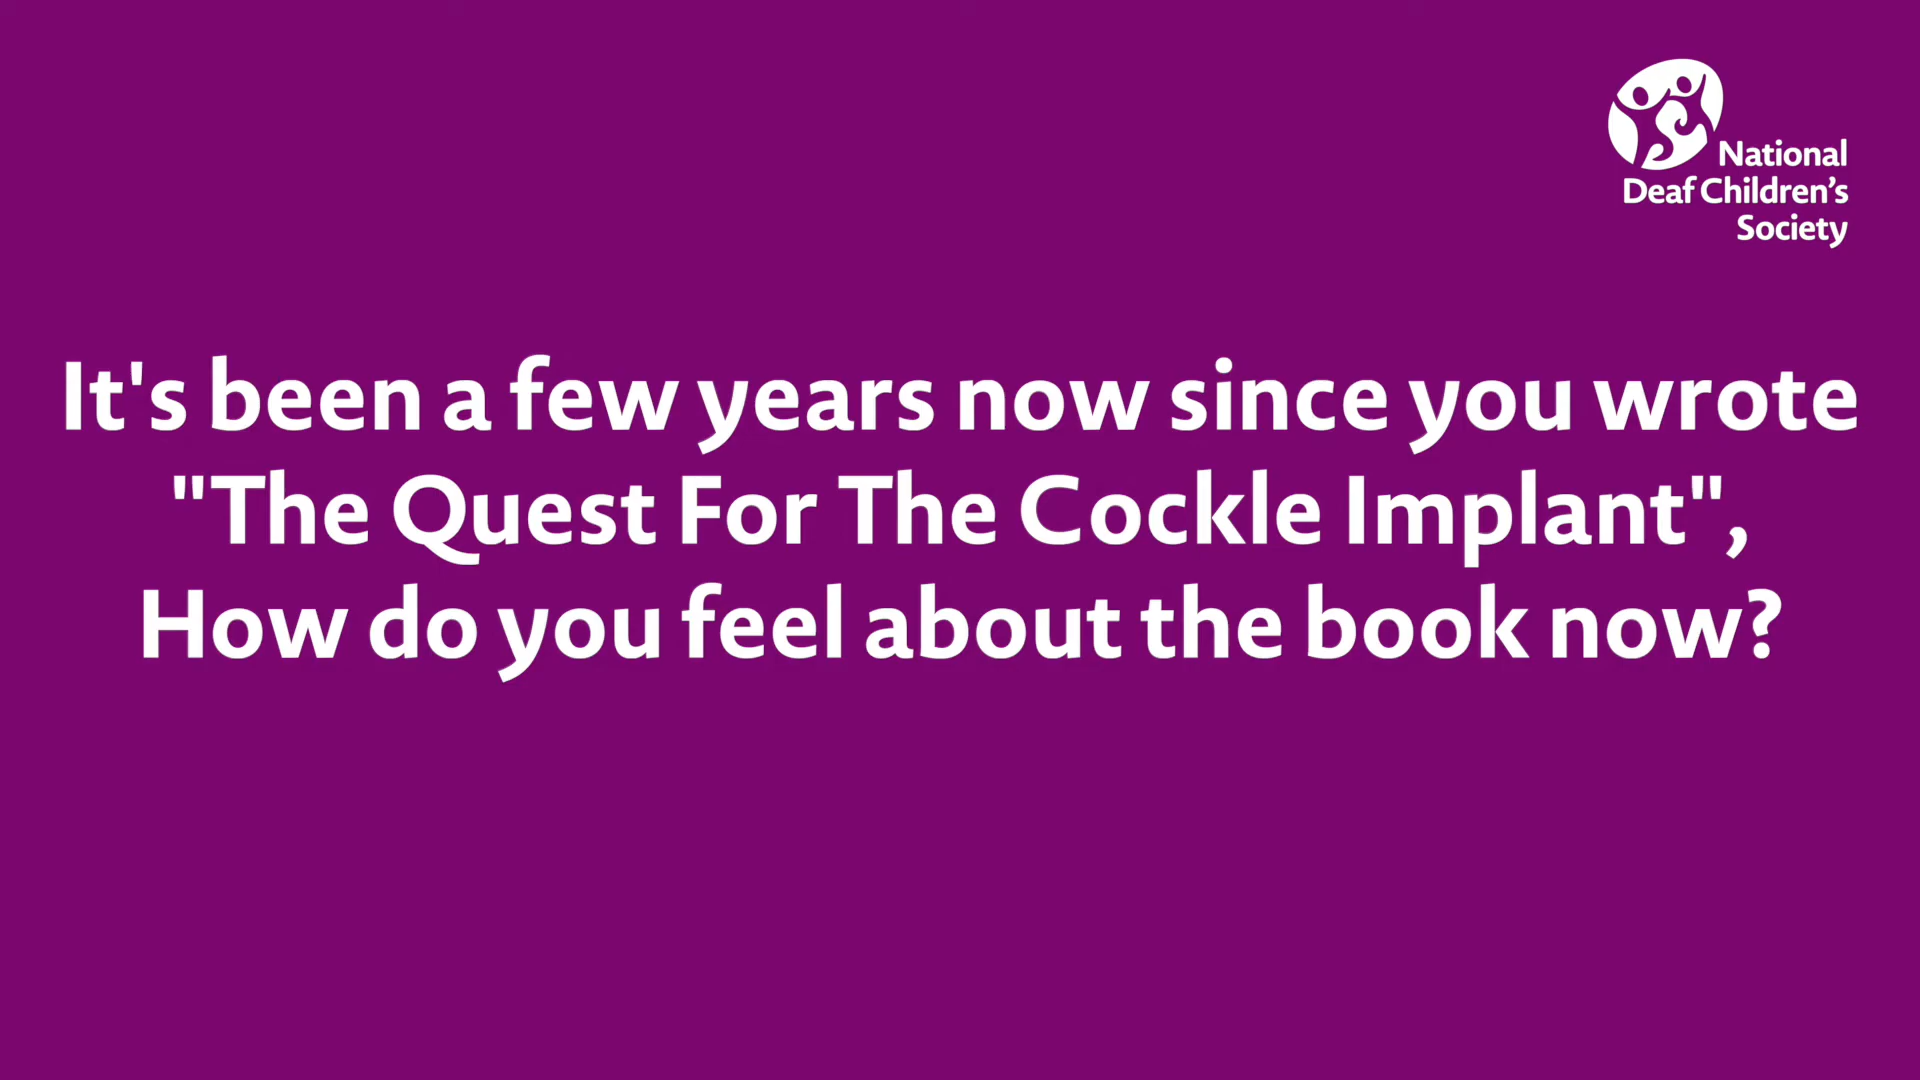 National
Deaf Children's
Society
It's been a few years now since you wrote
"The Quest For The Cockle Implant",
How do you feel about the book now?